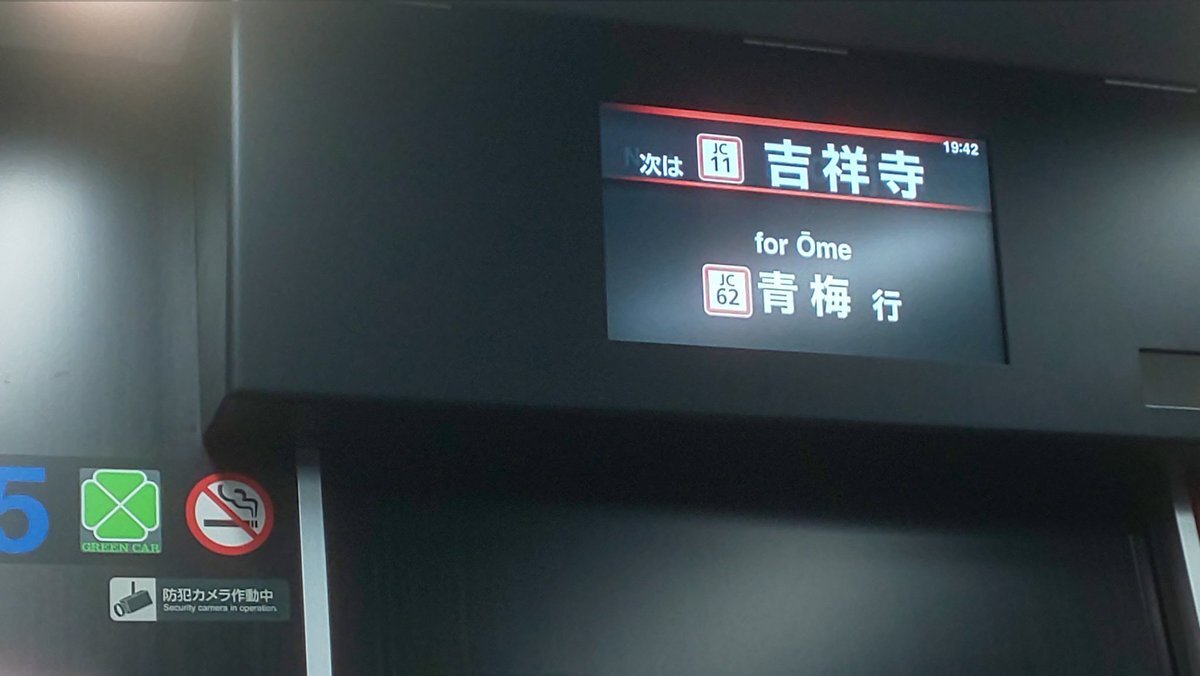 19:42
次は JC 11 吉祥寺
for Ōme
JC 62 青梅 行
5
GREEN CAR
防犯カメラ作動中
Security camera in operation.